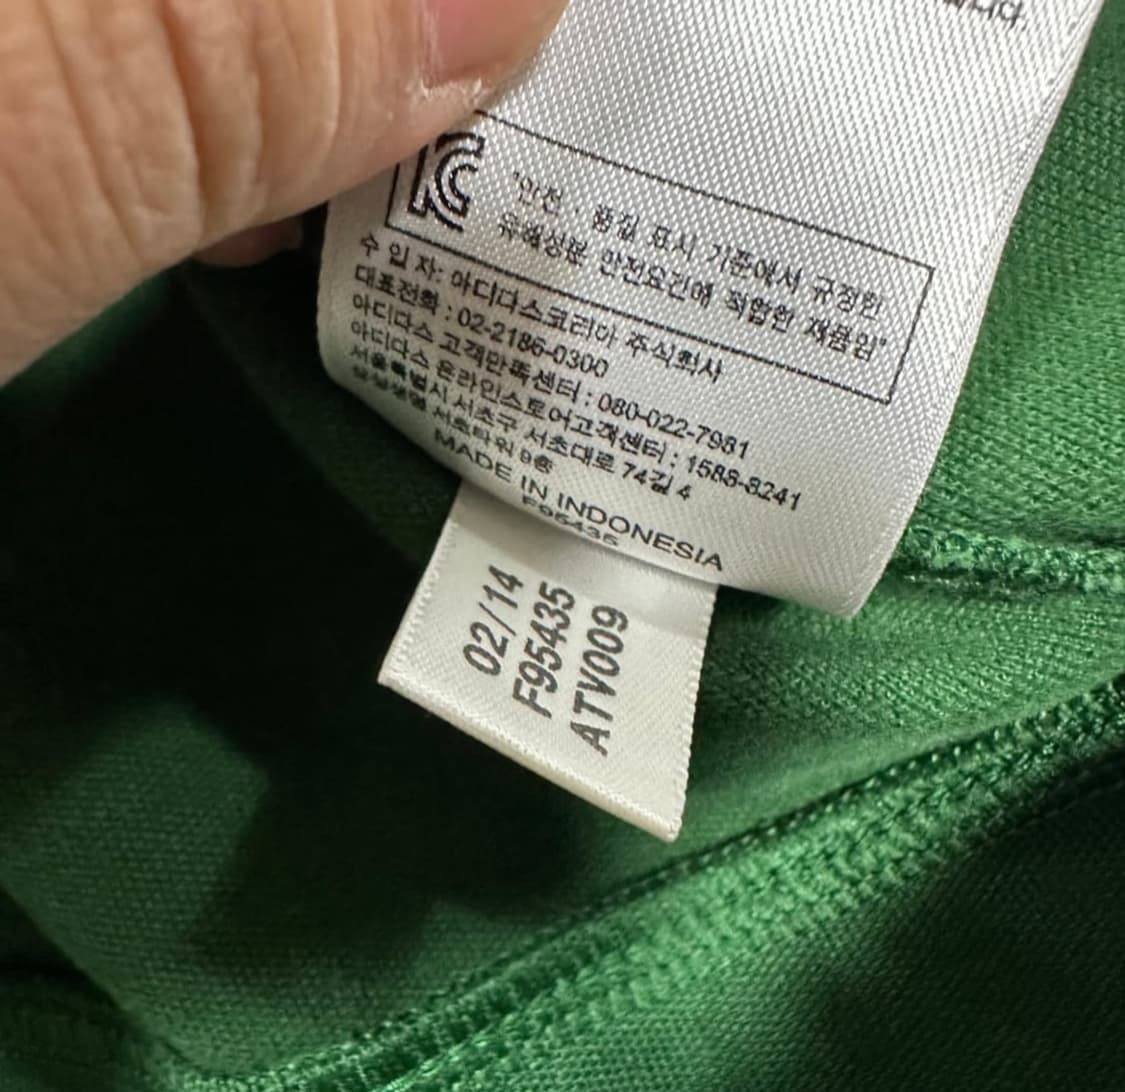 KC
"안전 · 품질 표시 기준에서 규정한
유해성분 안전요건에 적합한 제품임"
수 입 자: 아디다스코리아 주식회사
대표전화 : 02-2186-0300
아디다스 고객만족센터 : 080-022-7981
아디다스 온라인스토어고객센터 : 1588-8241
서울특별시 서초구 서초대로 74길 4
삼성생명 서초타워 9층
MADE IN INDONESIA
F95435
02/14
F95435
ATV009